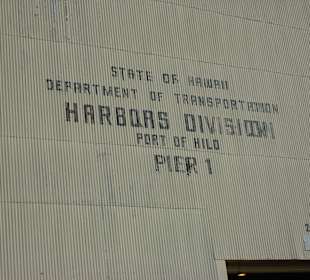 STATE OF HAWAII
DEPARTMENT OF TRANSPORTATION
HARBORS DIVISION
PORT OF HILO
PIER 1